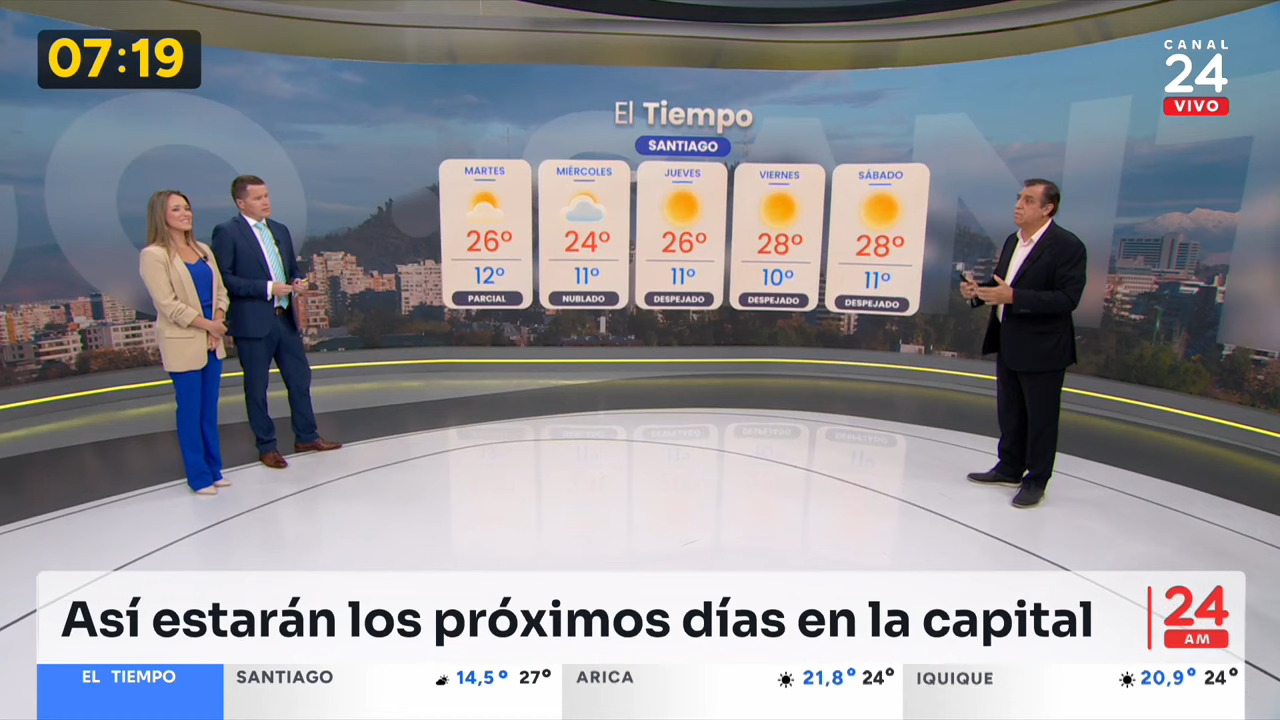 07:19
CANAL
24
VIVO
El Tiempo
SANTIAGO
MARTES
26°
12°
PARCIAL
MIÉRCOLES
24°
11°
NUBLADO
JUEVES
26°
11°
DESPEJADO
VIERNES
28°
10°
DESPEJADO
SÁBADO
28°
11°
DESPEJADO
Así estarán los próximos días en la capital
24
AM
EL TIEMPO
SANTIAGO 14,5° 27°
ARICA 21,8° 24°
IQUIQUE 20,9° 24°